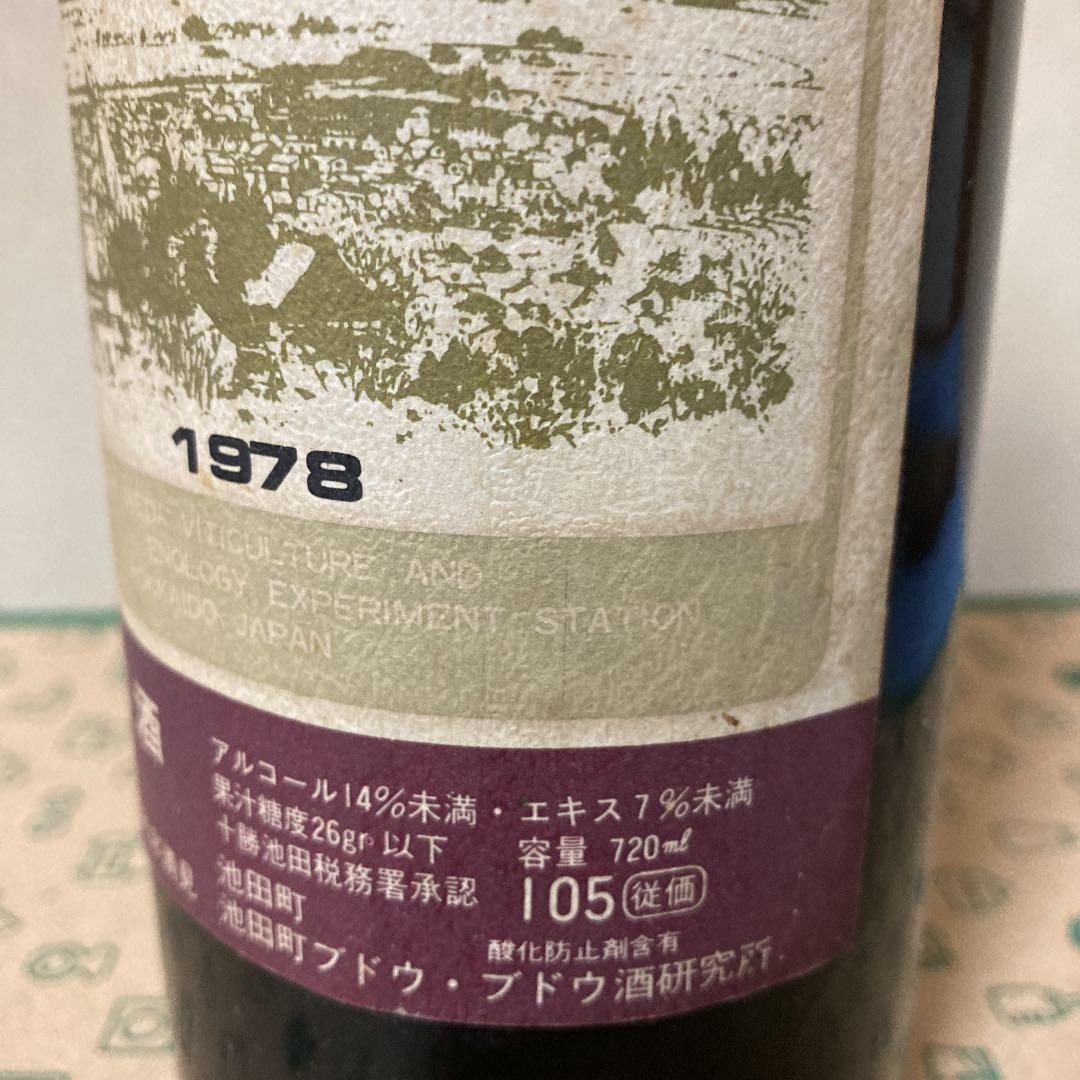 1978
VITICULTURE AND
ENOLOGY EXPERIMENT STATION
JAPAN
酒
アルコール14%未満・エキス7%未満
果汁糖度26gr以下 容量 720ml
十勝池田税務署承認 105 従価
池田町 酸化防止剤含有
池田町ブドウ・ブドウ酒研究所